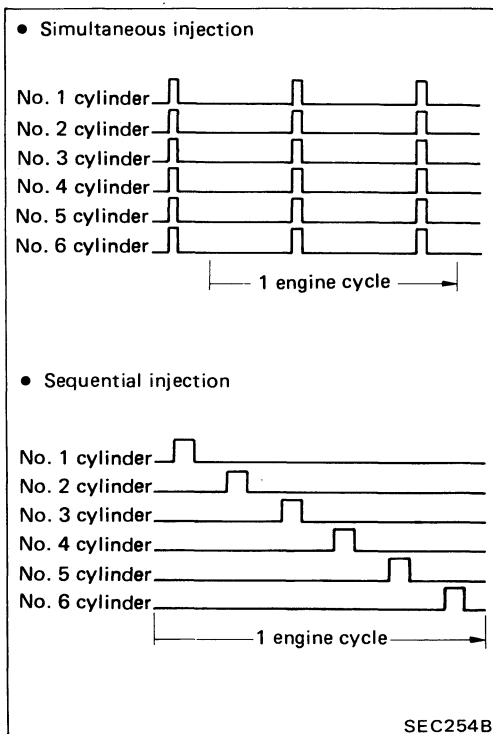 ● Simultaneous injection
No. 1 cylinder
No. 2 cylinder
No. 3 cylinder
No. 4 cylinder
No. 5 cylinder
No. 6 cylinder
1 engine cycle
● Sequential injection
No. 1 cylinder
No. 2 cylinder
No. 3 cylinder
No. 4 cylinder
No. 5 cylinder
No. 6 cylinder
1 engine cycle
SEC254B